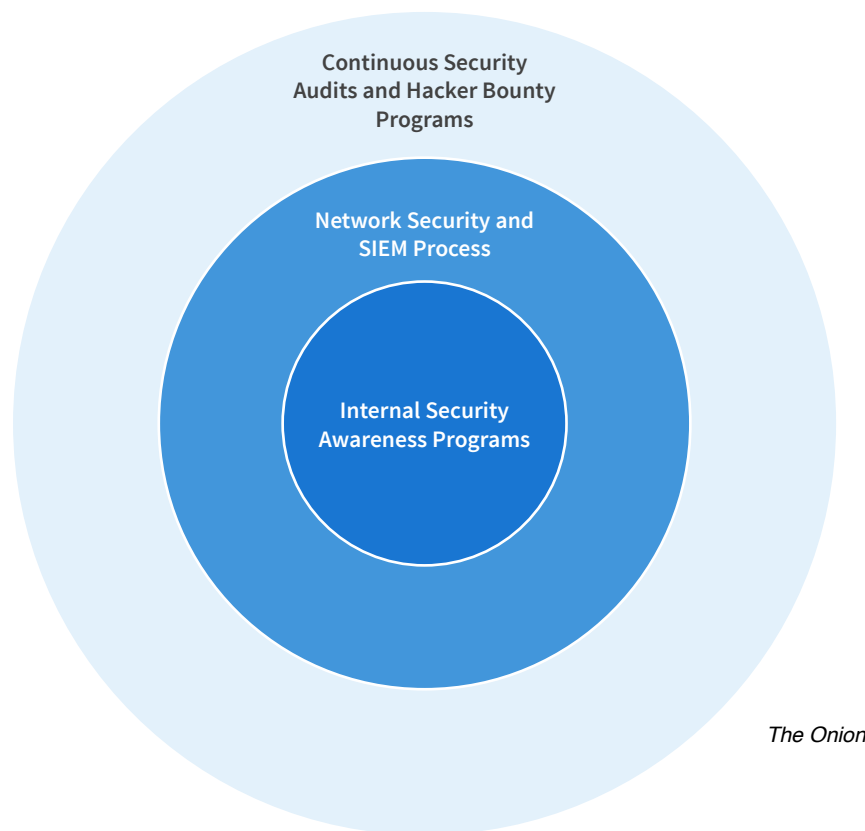 Continuous Security
Audits and Hacker Bounty
Programs
Network Security and
SIEM Process
Internal Security
Awareness Programs
The Onion